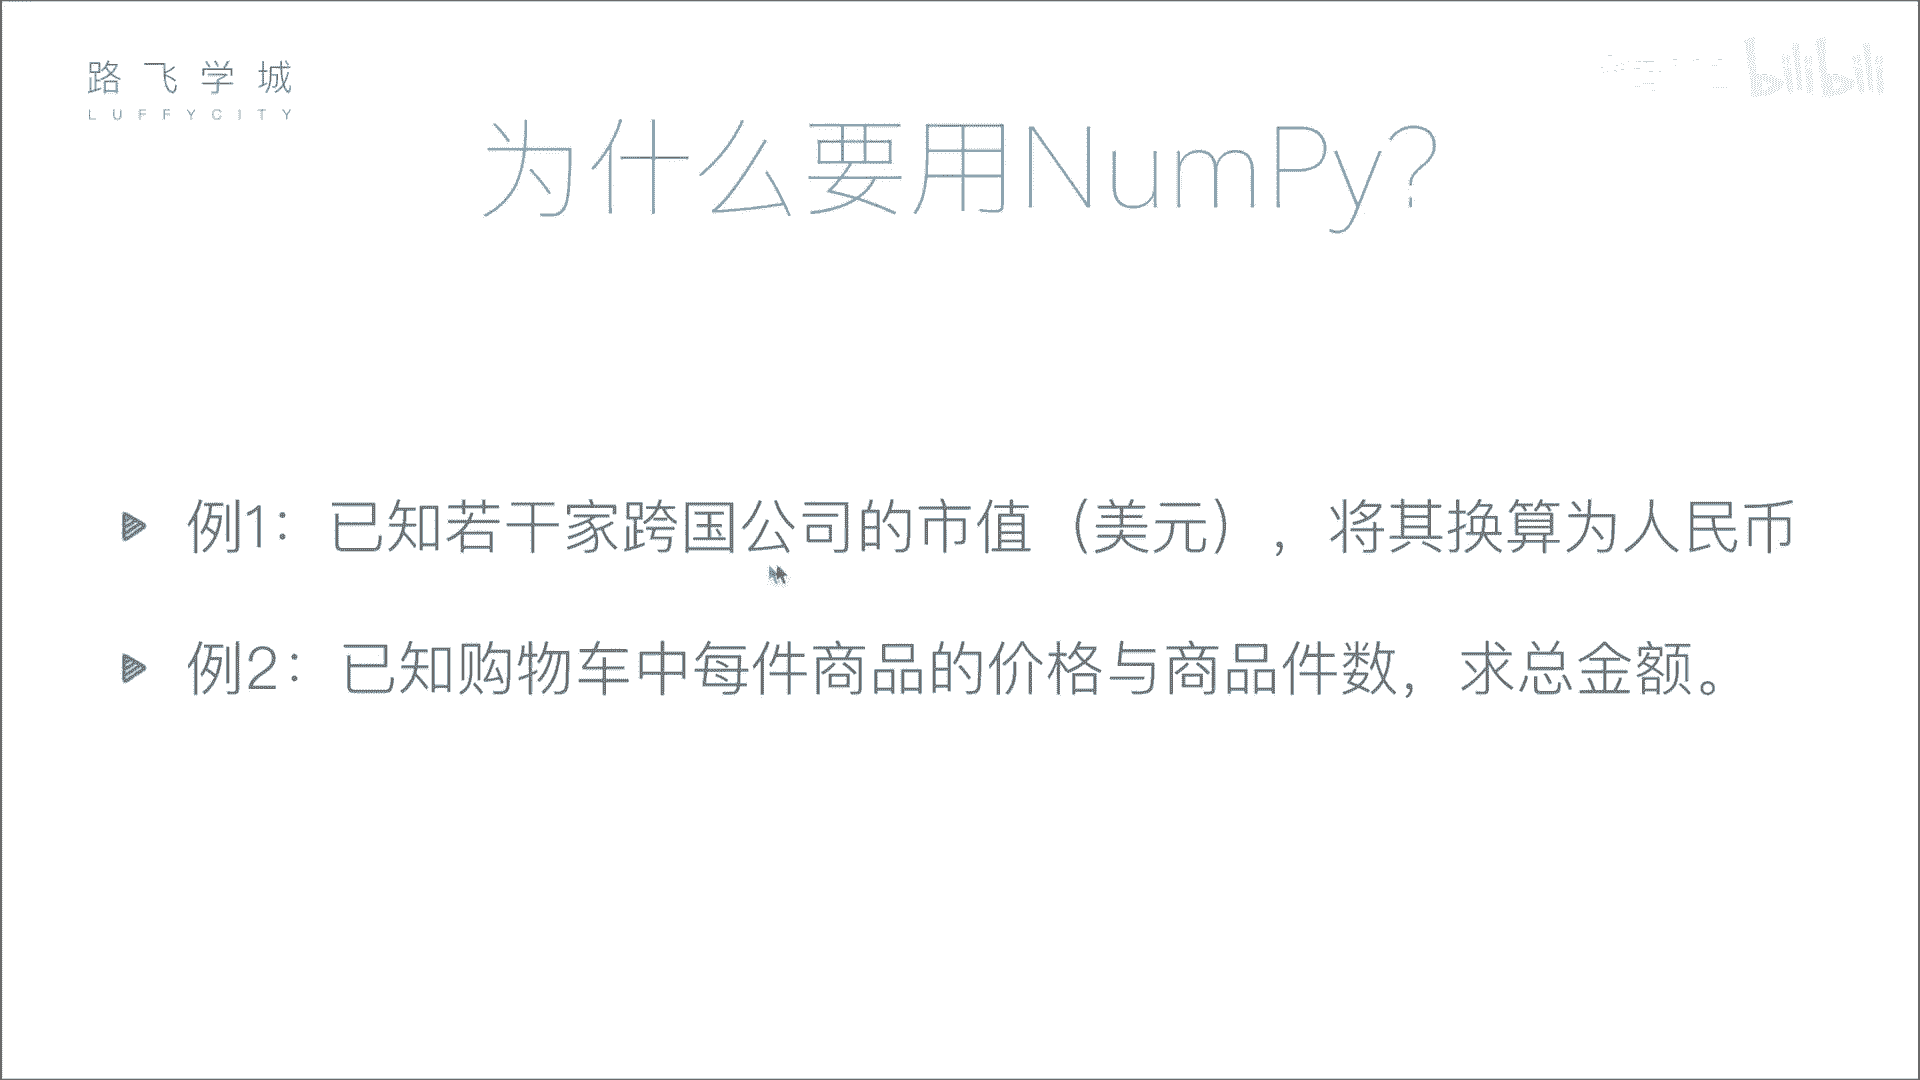 路飞学城
LUFFYCITY
bilibili
为什么要用NumPy？
例1：已知若干家跨国公司的市值（美元），将其换算为人民币
例2：已知购物车中每件商品的价格与商品件数，求总金额。